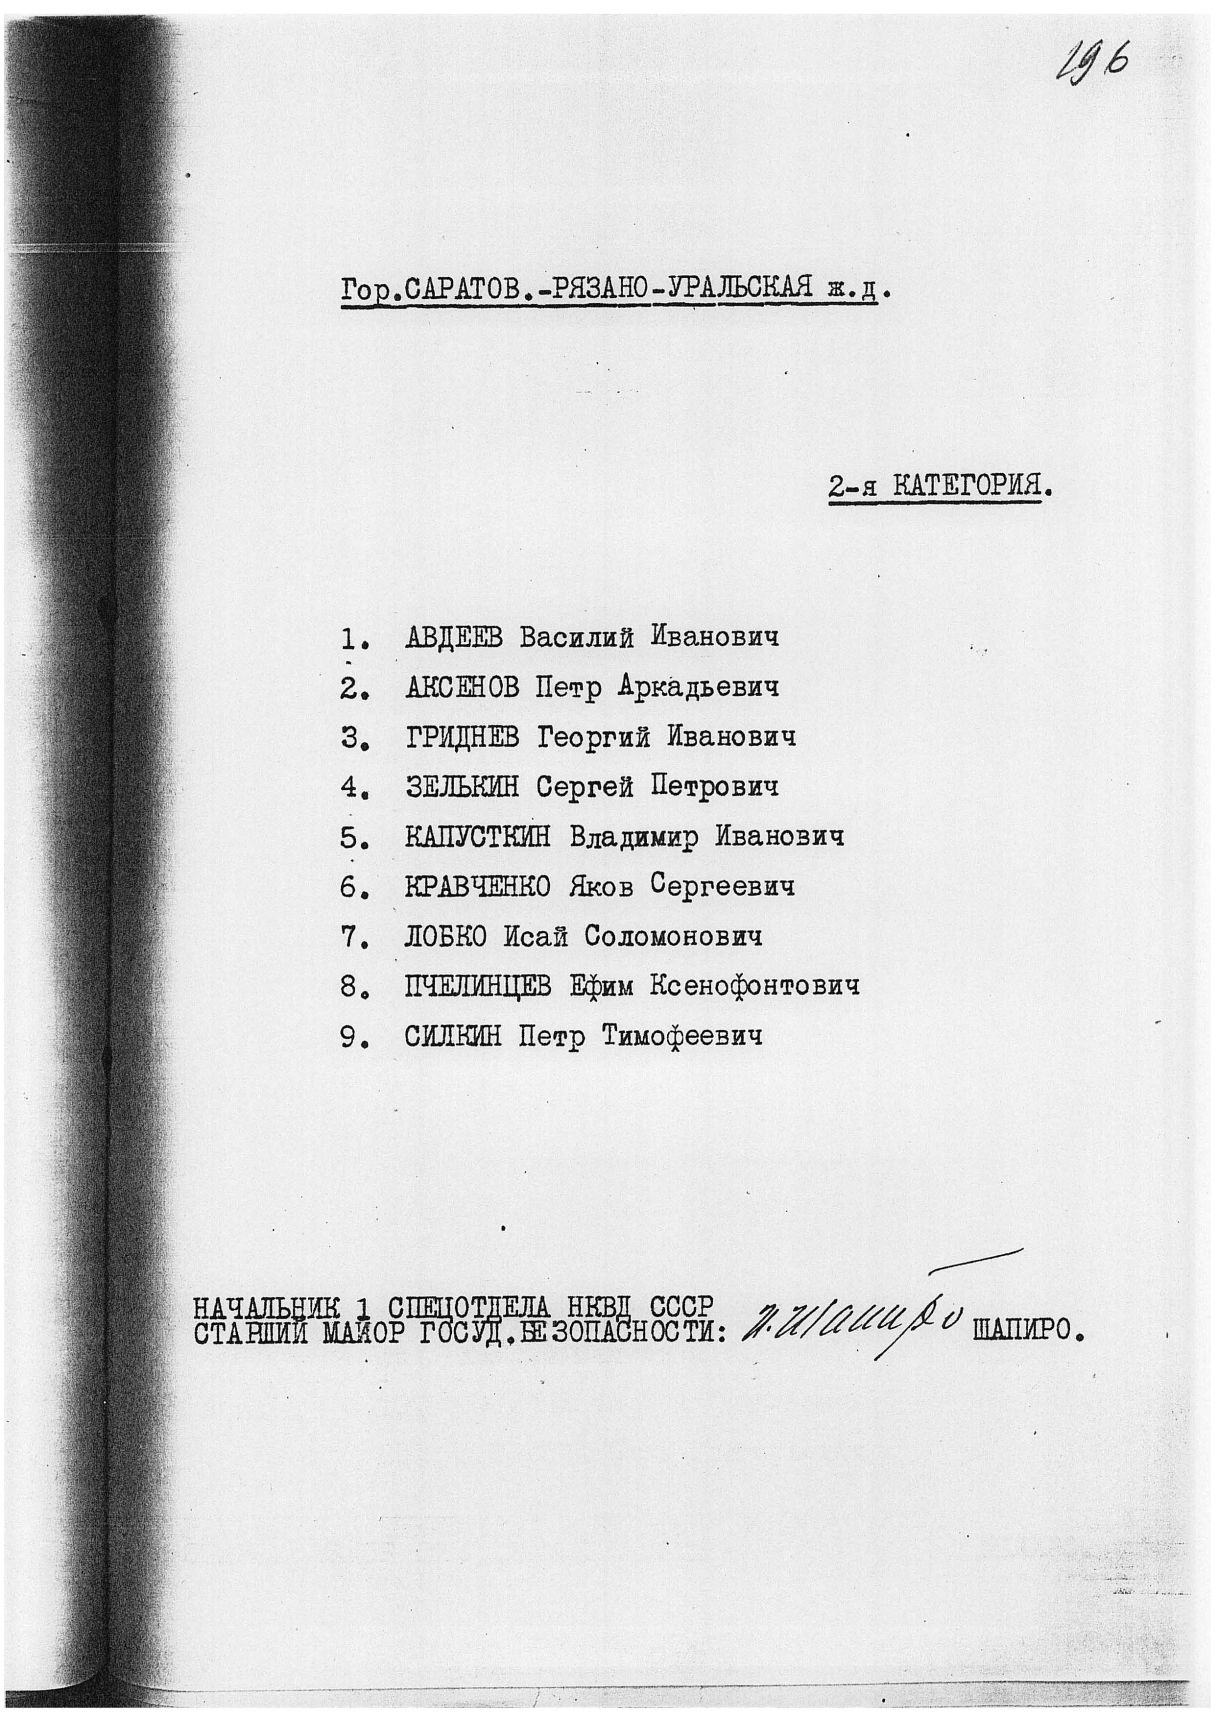 196
Гор.САРАТОВ.-РЯЗАНО-УРАЛЬСКАЯ ж.д.
2-я КАТЕГОРИЯ.
1. АВДЕЕВ Василий Иванович
2. АКСЕНОВ Петр Аркадьевич
3. ГРИДНЕВ Георгий Иванович
4. ЗЕЛЬКИН Сергей Петрович
5. КАПУСТКИН Владимир Иванович
6. КРАВЧЕНКО Яков Сергеевич
7. ЛОБКО Исай Соломонович
8. ПЧЕЛИНЦЕВ Ефим Ксенофонтович
9. СИЛКИН Петр Тимофеевич
НАЧАЛЬНИК 1 СПЕЦОТДЕЛА НКВД СССР
СТАРШИЙ МАЙОР ГОСУД.БЕЗОПАСНОСТИ: И.Шапиро ШАПИРО.